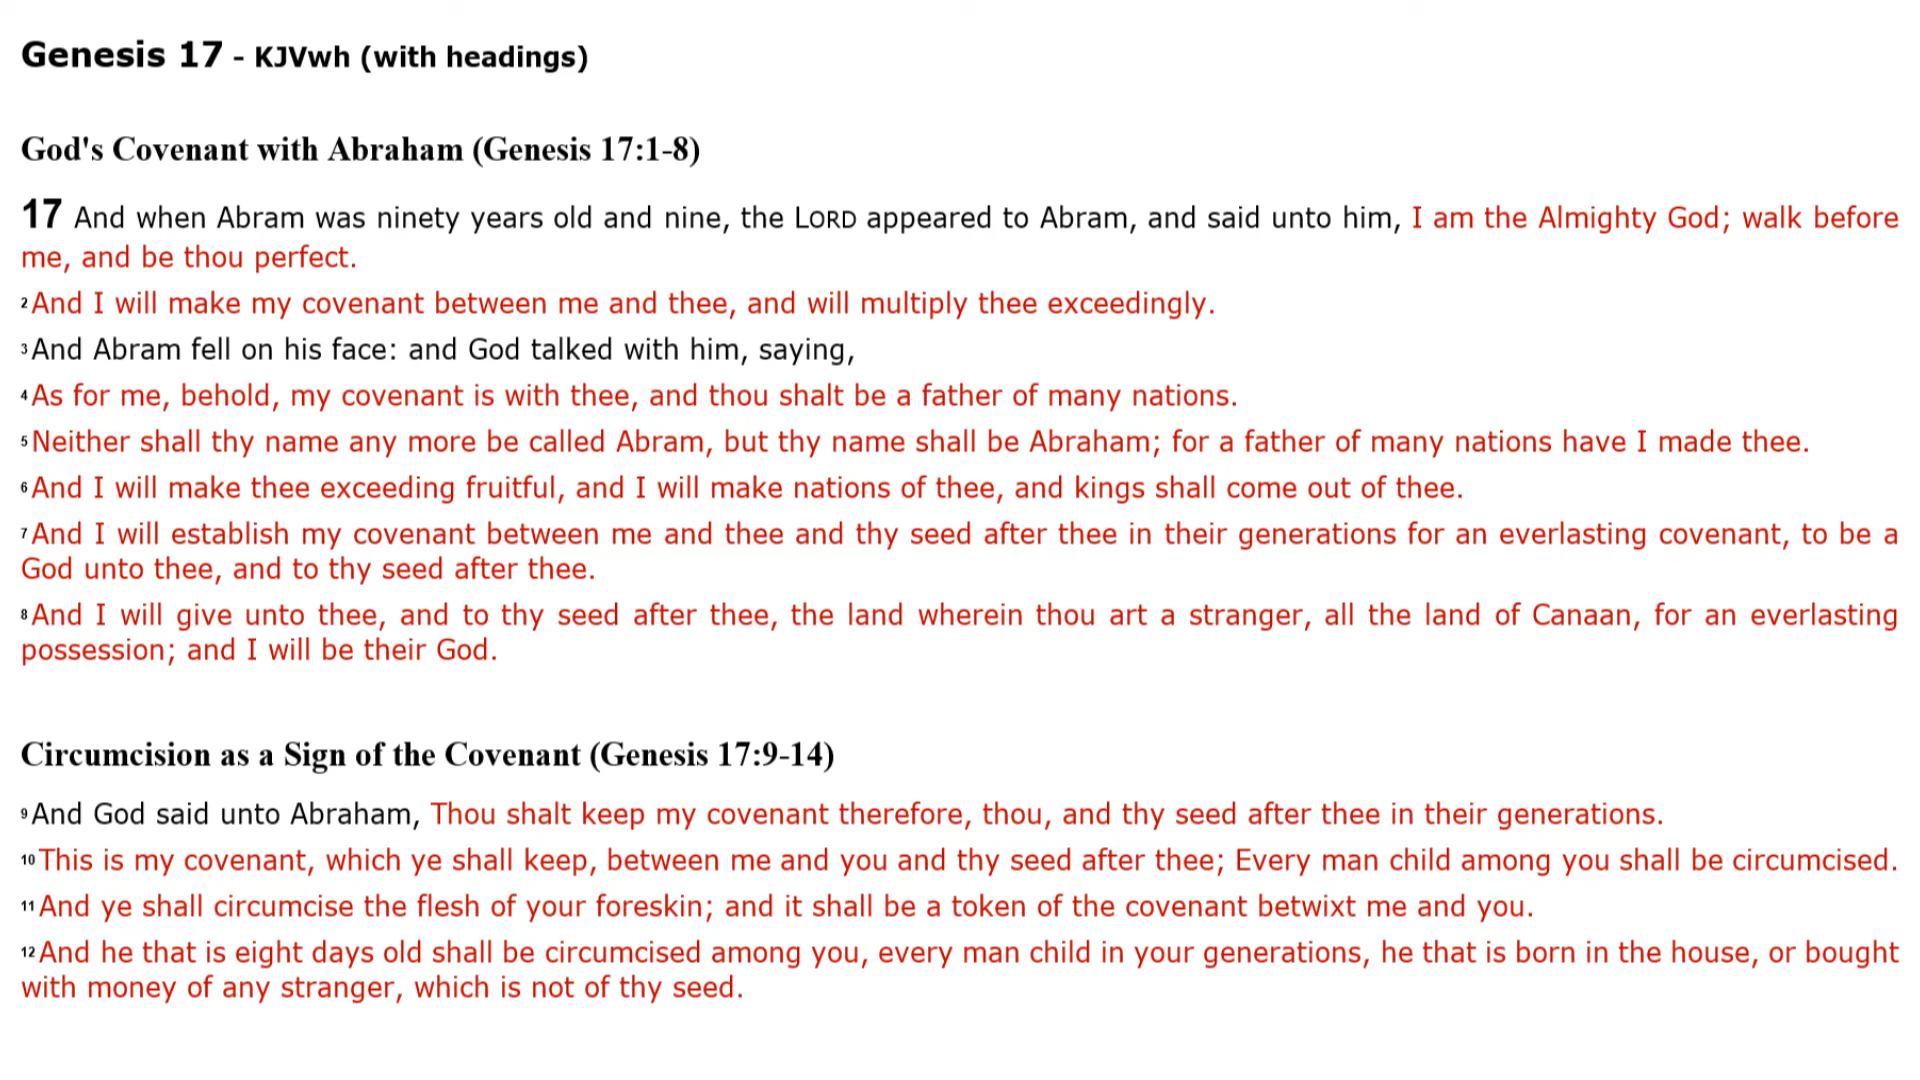 Genesis 17 - KJVwh (with headings)
God's Covenant with Abraham (Genesis 17:1-8)
17 And when Abram was ninety years old and nine, the LORD appeared to Abram, and said unto him, I am the Almighty God; walk before
me, and be thou perfect.
2 And I will make my covenant between me and thee, and will multiply thee exceedingly.
3 And Abram fell on his face: and God talked with him, saying,
4 As for me, behold, my covenant is with thee, and thou shalt be a father of many nations.
5 Neither shall thy name any more be called Abram, but thy name shall be Abraham; for a father of many nations have I made thee.
6 And I will make thee exceeding fruitful, and I will make nations of thee, and kings shall come out of thee.
7 And I will establish my covenant between me and thee and thy seed after thee in their generations for an everlasting covenant, to be a
God unto thee, and to thy seed after thee.
8 And I will give unto thee, and to thy seed after thee, the land wherein thou art a stranger, all the land of Canaan, for an everlasting
possession; and I will be their God.
Circumcision as a Sign of the Covenant (Genesis 17:9-14)
9 And God said unto Abraham, Thou shalt keep my covenant therefore, thou, and thy seed after thee in their generations.
10 This is my covenant, which ye shall keep, between me and you and thy seed after thee; Every man child among you shall be circumcised.
11 And ye shall circumcise the flesh of your foreskin; and it shall be a token of the covenant betwixt me and you.
12 And he that is eight days old shall be circumcised among you, every man child in your generations, he that is born in the house, or bought
with money of any stranger, which is not of thy seed.